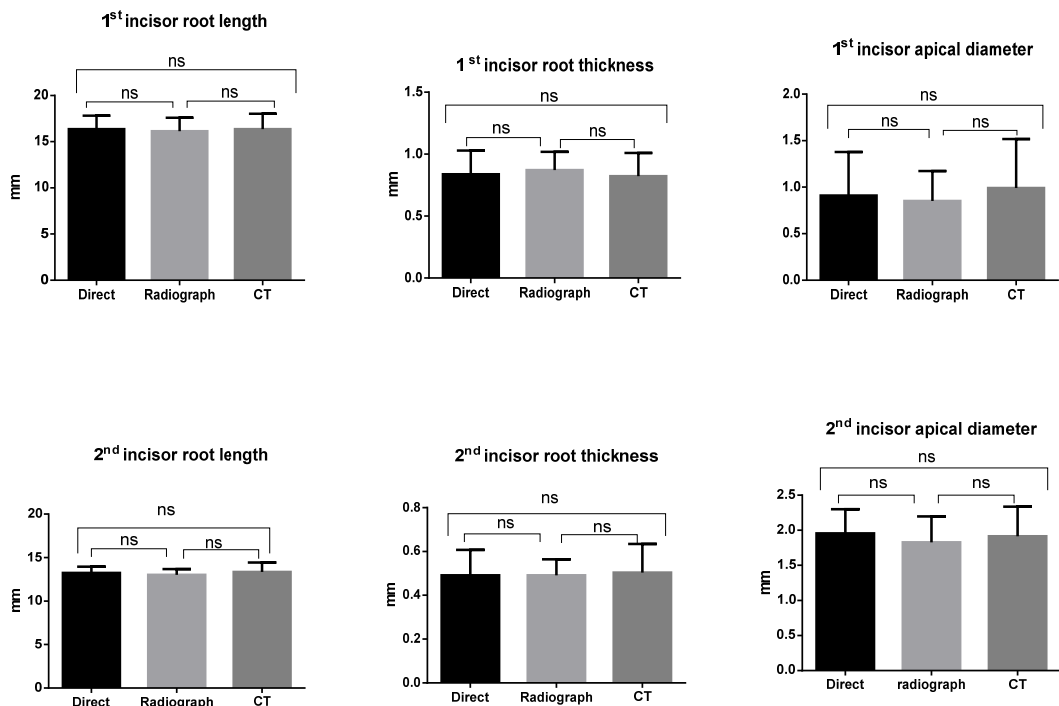 1st incisor root length
ns
ns ns
20
15
10
5
0
mm
Direct Radiograph CT
1st incisor root thickness
ns
ns ns
1.5
1.0
0.5
0.0
mm
Direct Radiograph CT
1st incisor apical diameter
ns
ns ns
2.0
1.5
1.0
0.5
0.0
mm
Direct Radiograph CT
2nd incisor root length
ns
ns ns
20
15
10
5
0
mm
Direct Radiograph CT
2nd incisor root thickness
ns
ns ns
0.8
0.6
0.4
0.2
0.0
mm
Direct Radiograph CT
2nd incisor apical diameter
ns
ns ns
2.5
2.0
1.5
1.0
0.5
0.0
mm
Direct radiograph CT